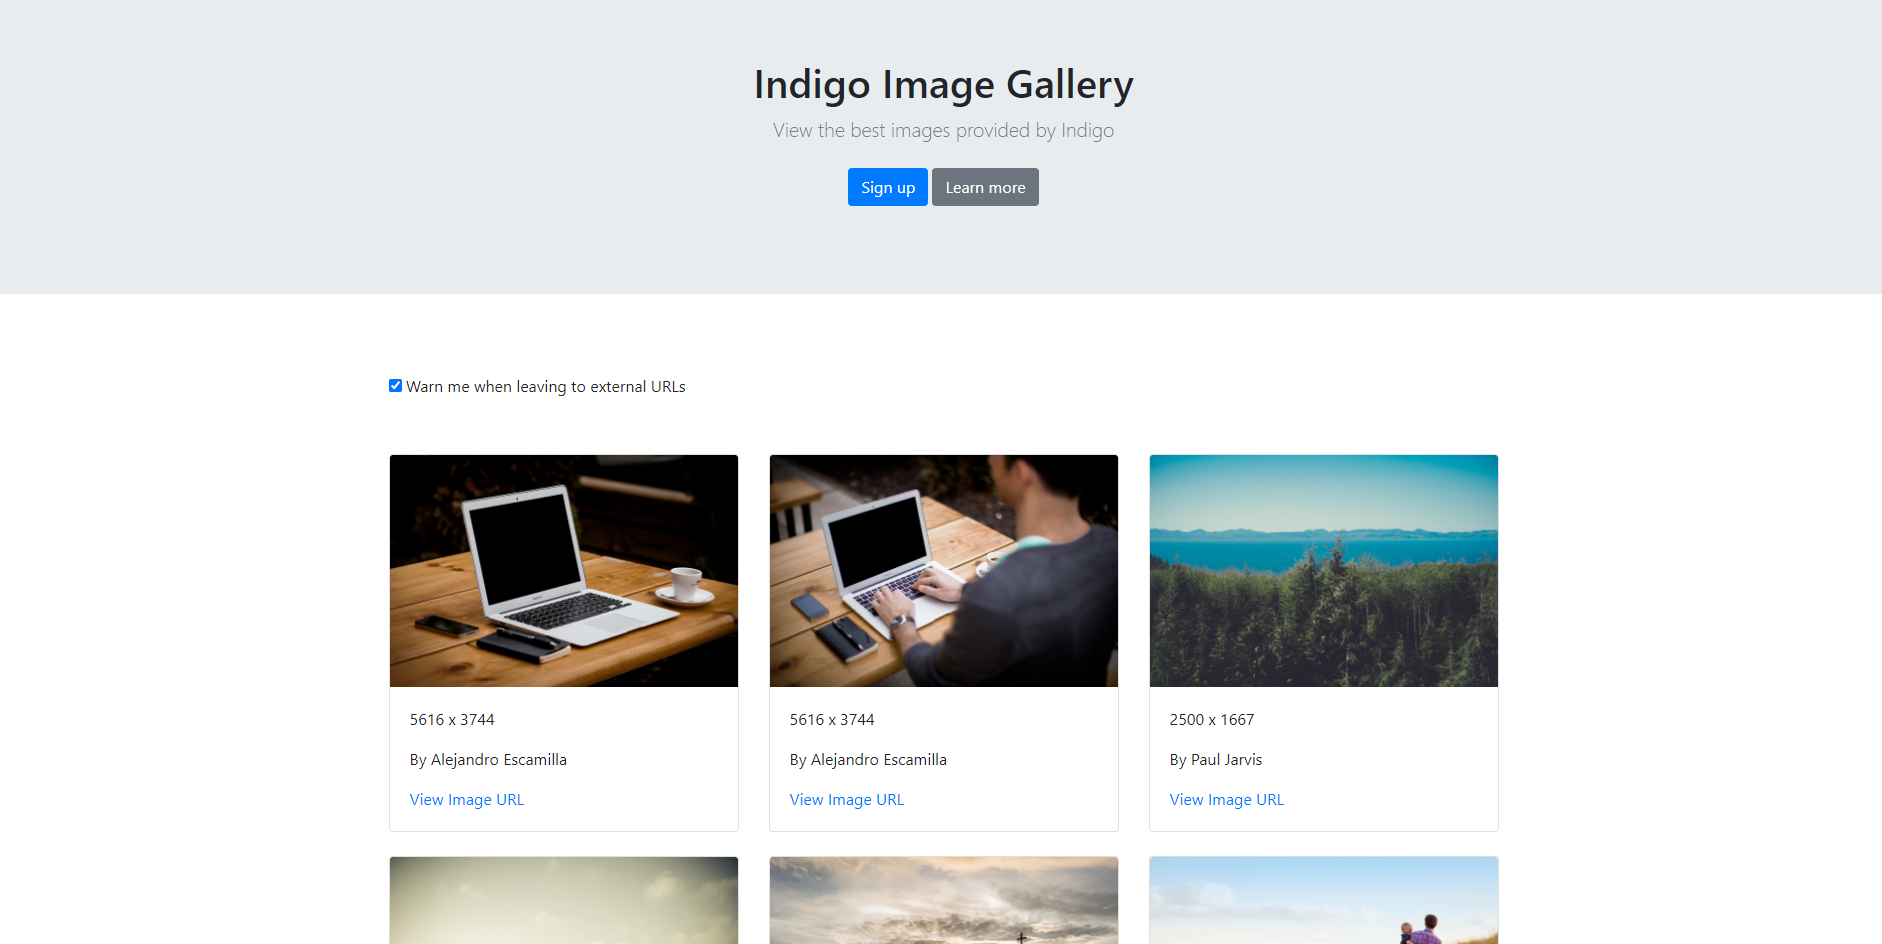 Indigo Image Gallery
View the best images provided by Indigo
Sign up Learn more
Warn me when leaving to external URLs
5616 x 3744
By Alejandro Escamilla
View Image URL
5616 x 3744
By Alejandro Escamilla
View Image URL
2500 x 1667
By Paul Jarvis
View Image URL